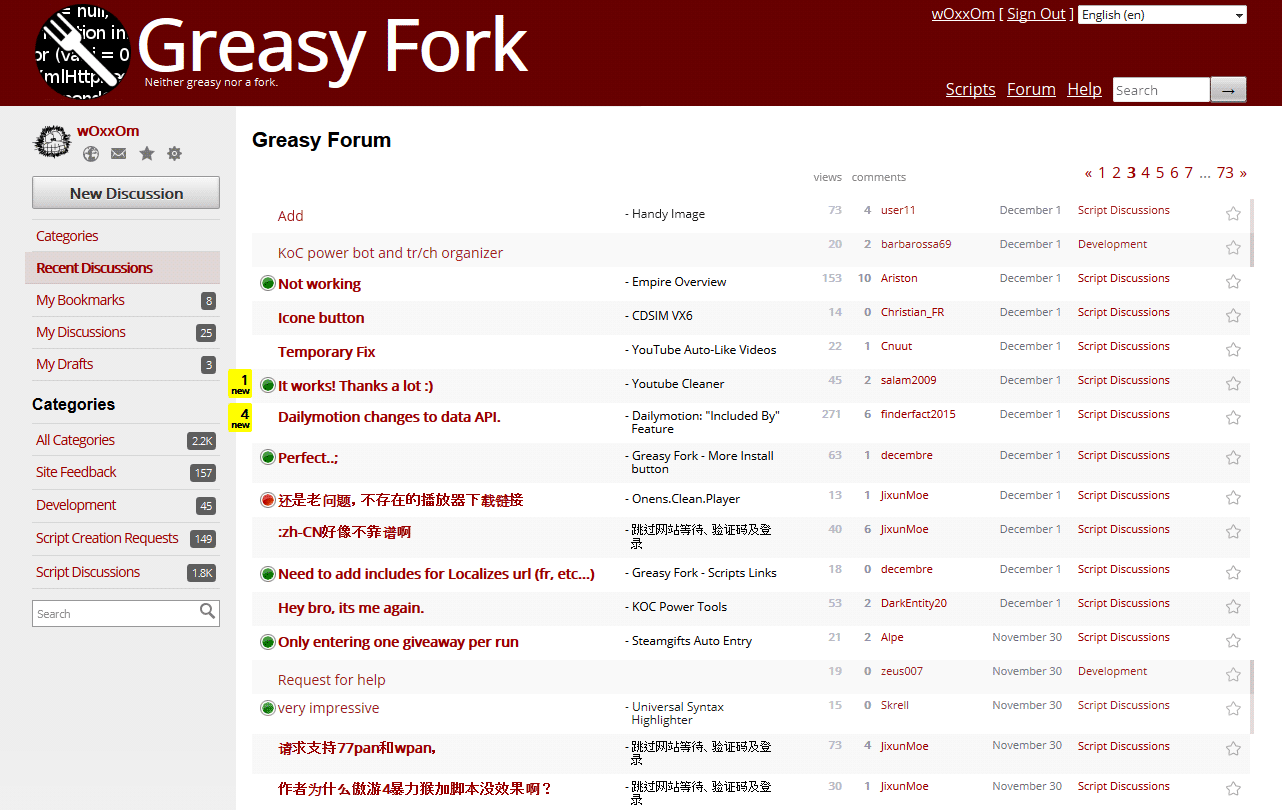 = null,
tion in
or (var i = 0
Greasy Fork
Neither greasy nor a fork.
wOxxOm [ Sign Out ] English (en)
Scripts Forum Help Search →
wOxxOm
New Discussion
Categories
Recent Discussions
My Bookmarks 8
My Discussions 25
My Drafts 3
Categories
All Categories 2.2K
Site Feedback 157
Development 45
Script Creation Requests 149
Script Discussions 1.8K
Search
Greasy Forum
views comments « 1 2 3 4 5 6 7 ... 73 »
Add - Handy Image 73 4 user11 December 1 Script Discussions
KoC power bot and tr/ch organizer 20 2 barbarossa69 December 1 Development
Not working - Empire Overview 153 10 Ariston December 1 Script Discussions
Icone button - CDSIM VX6 14 0 Christian_FR December 1 Script Discussions
Temporary Fix - YouTube Auto-Like Videos 22 1 Cnuut December 1 Script Discussions
1 new It works! Thanks a lot :) - Youtube Cleaner 45 2 salam2009 December 1 Script Discussions
4 new Dailymotion changes to data API. - Dailymotion: "Included By" 271 6 finderfact2015 December 1 Script Discussions
Feature
Perfect..; - Greasy Fork - More Install 63 1 decembre December 1 Script Discussions
button
还是老问题，不存在的播放器下载链接 - Onens.Clean.Player 13 1 JixunMoe December 1 Script Discussions
:zh-CN好像不靠谱啊 - 跳过网站等待、验证码及登 40 6 JixunMoe December 1 Script Discussions
录
Need to add includes for Localizes url (fr, etc...) - Greasy Fork - Scripts Links 18 0 decembre December 1 Script Discussions
Hey bro, its me again. - KOC Power Tools 53 2 DarkEntity20 December 1 Script Discussions
Only entering one giveaway per run - Steamgifts Auto Entry 21 2 Alpe November 30 Script Discussions
Request for help 19 0 zeus007 November 30 Development
very impressive - Universal Syntax 15 0 Skrell November 30 Script Discussions
Highlighter
请求支持77pan和wpan, - 跳过网站等待、验证码及登 73 4 JixunMoe November 30 Script Discussions
录
作者为什么傲游4暴力猴加脚本没效果啊？ - 跳过网站等待、验证码及登 30 1 JixunMoe November 30 Script Discussions
录